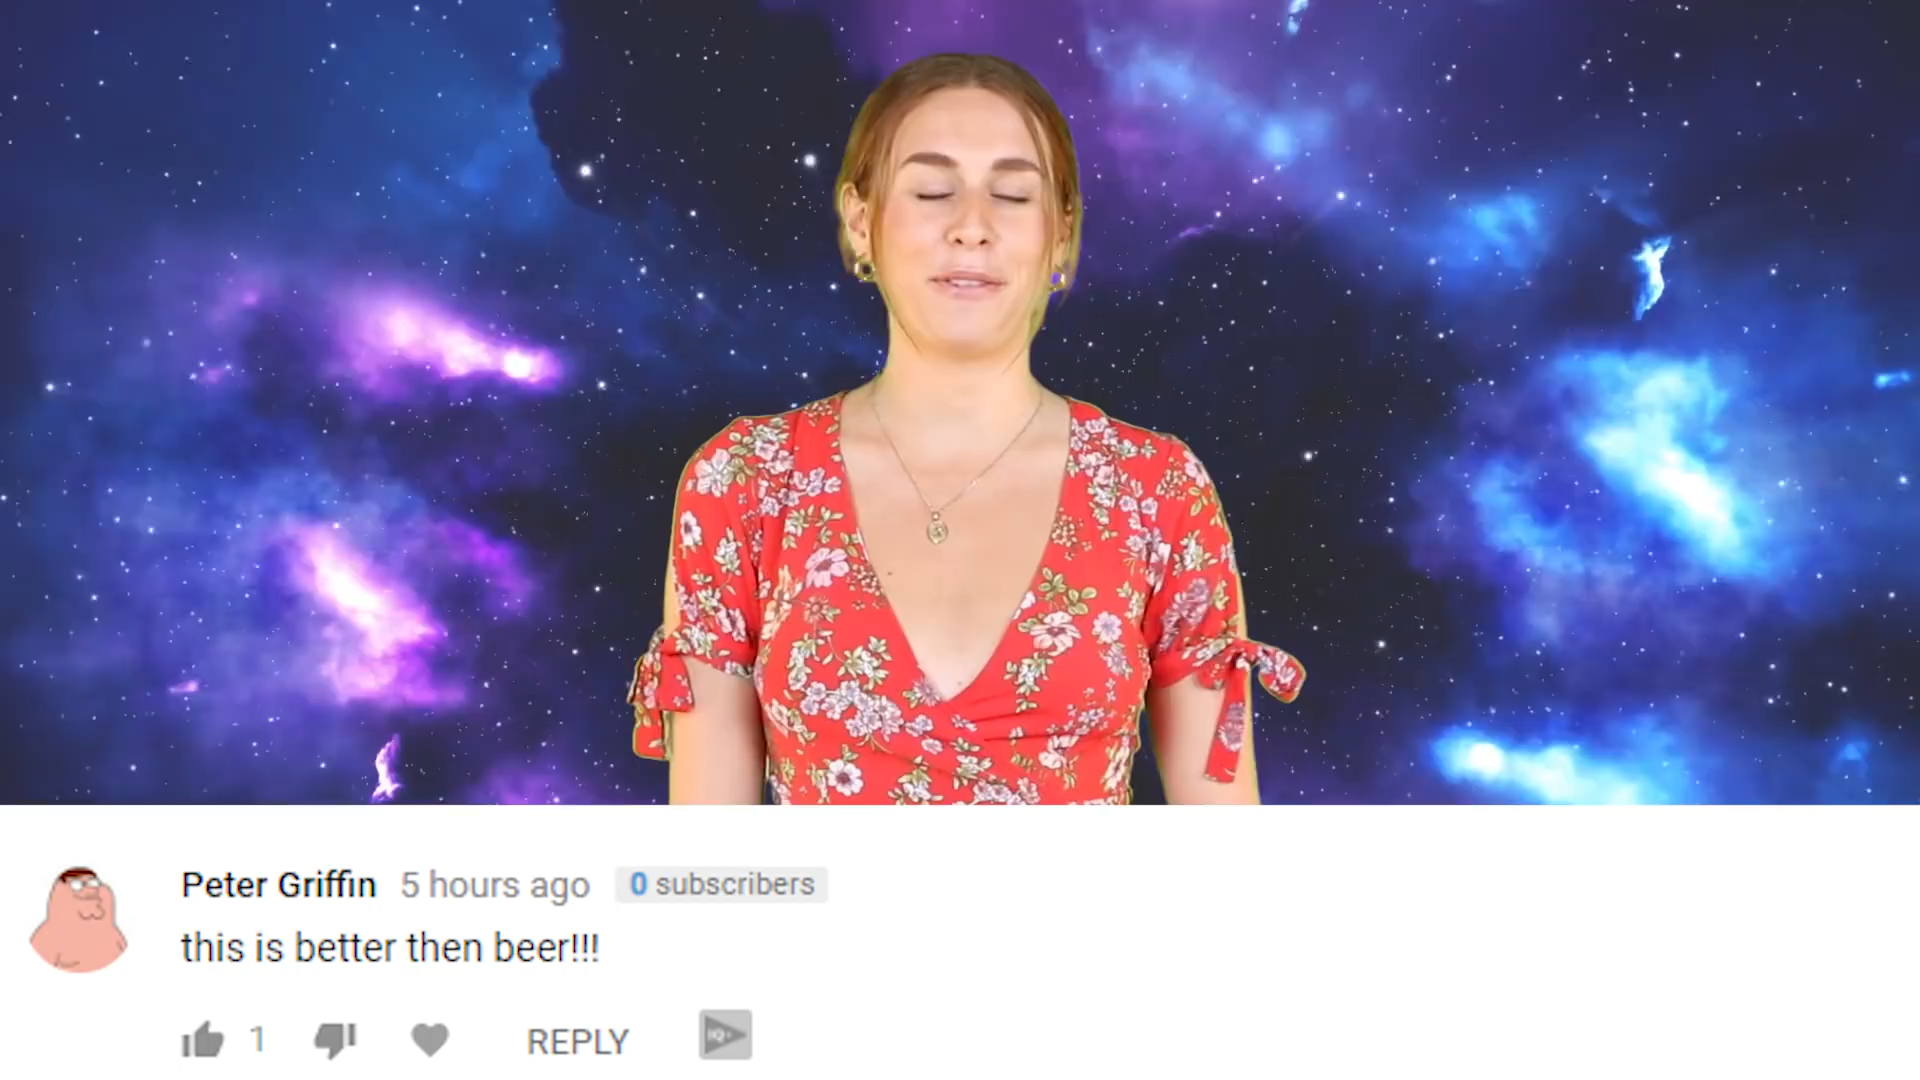 Peter Griffin 5 hours ago 0 subscribers
this is better then beer!!!
1 REPLY